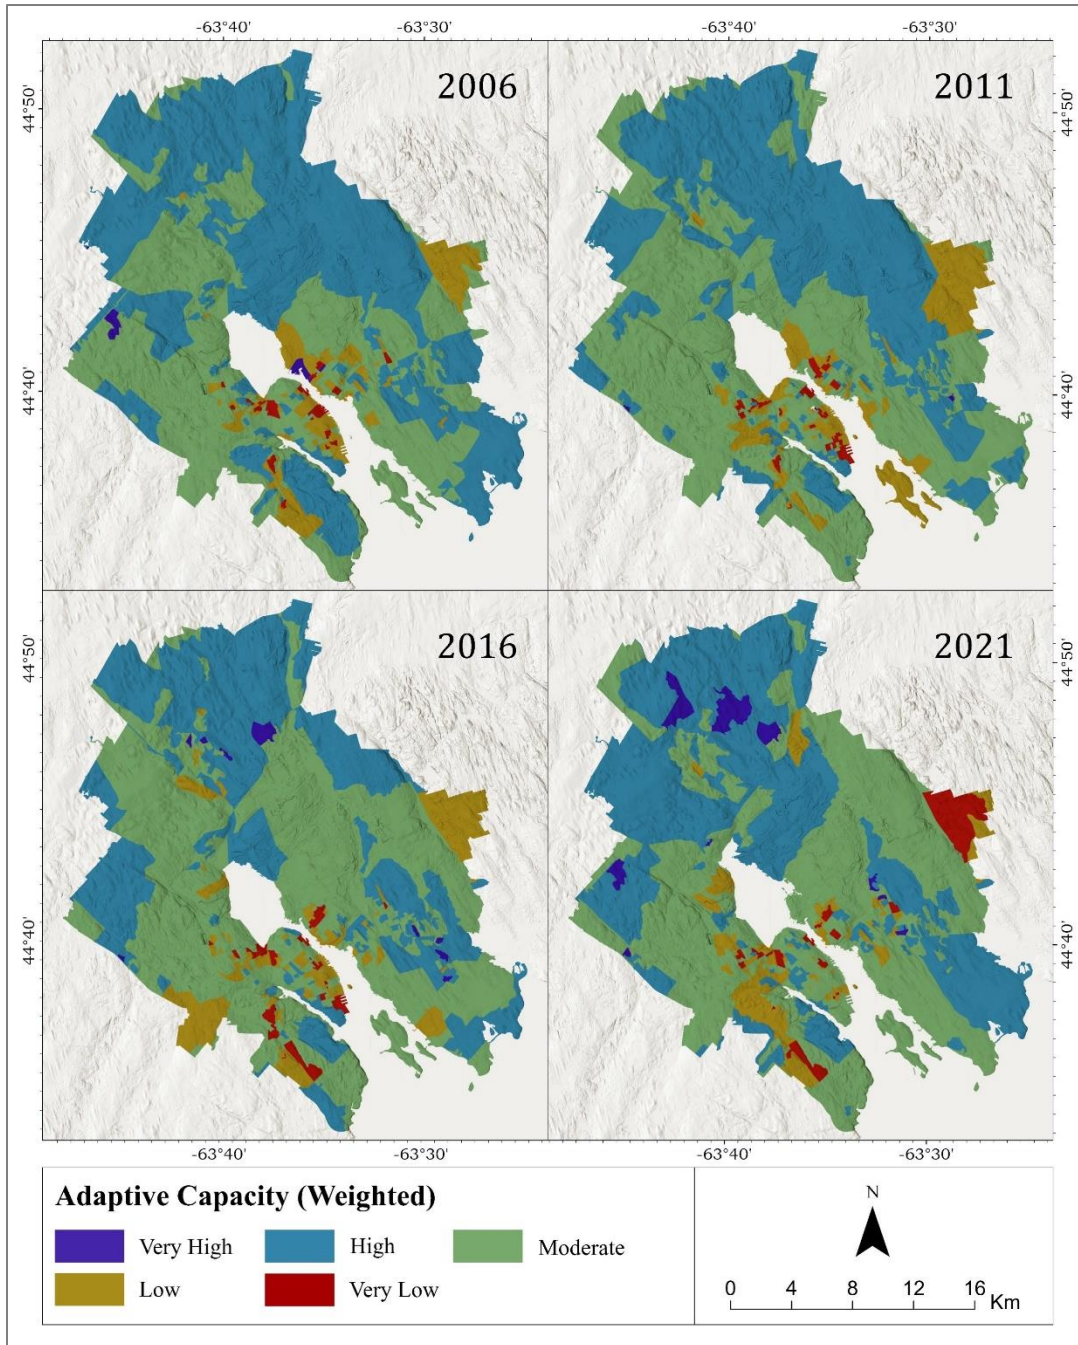 -63°40' -63°30' -63°40' -63°30'
2006 2011
44°50' 44°50'
44°40' 44°40'
2016 2021
44°50' 44°50'
44°40' 44°40'
-63°40' -63°30' -63°40' -63°30'
Adaptive Capacity (Weighted)
Very High High Moderate
Low Very Low
N
0 4 8 12 16 Km